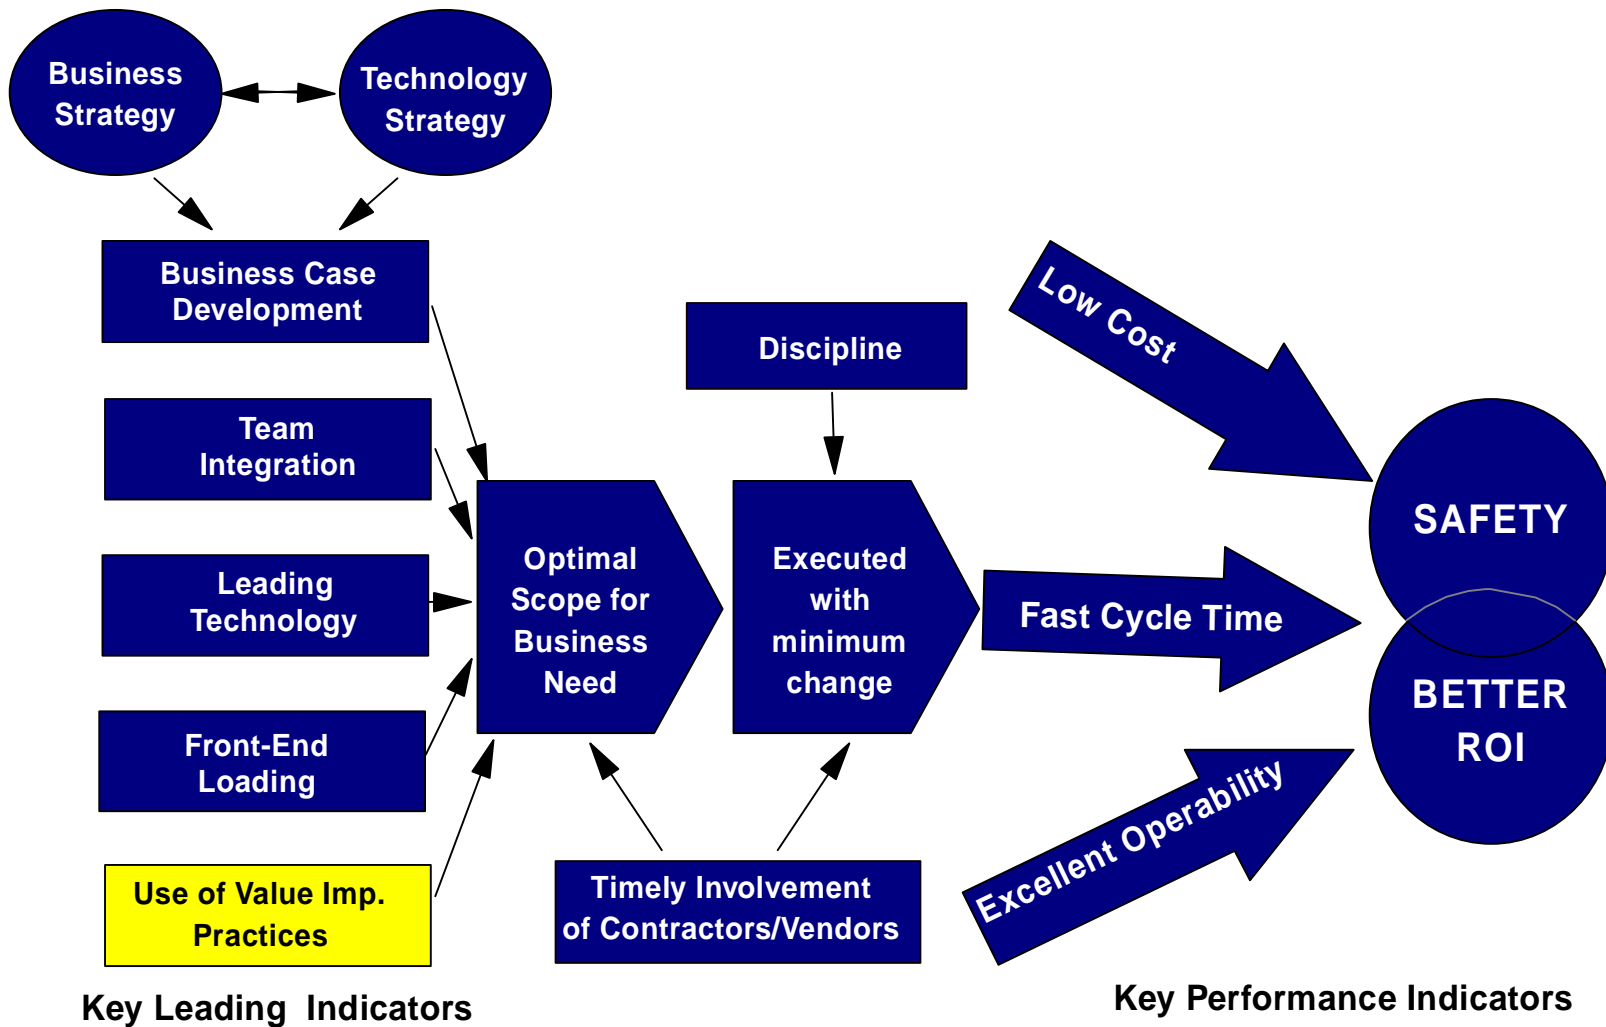 Business
Strategy
Technology
Strategy
Business Case
Development
Team
Integration
Leading
Technology
Front-End
Loading
Use of Value Imp.
Practices
Key Leading Indicators
Optimal
Scope for
Business
Need
Discipline
Executed
with
minimum
change
Timely Involvement
of Contractors/Vendors
Low Cost
Fast Cycle Time
Excellent Operability
SAFETY
BETTER
ROI
Key Performance Indicators